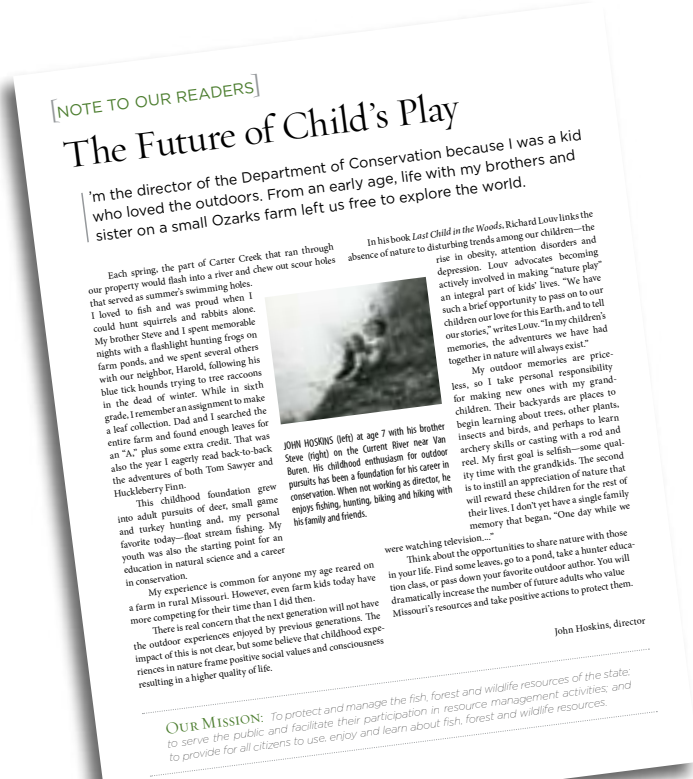 [NOTE TO OUR READERS]
The Future of Child's Play
'm the director of the Department of Conservation because I was a kid
who loved the outdoors. From an early age, life with my brothers and
sister on a small Ozarks farm left us free to explore the world.
Each spring, the part of Carter Creek that ran through
our property would flash into a river and chew out scour holes
that served as summer's swimming holes.
I loved to fish and was proud when I
could hunt squirrels and rabbits alone.
My brother Steve and I spent memorable
nights with a flashlight hunting frogs on
farm ponds, and we spent several others
with our neighbor, Harold, following his
blue tick hounds trying to tree raccoons
in the dead of winter. While in sixth
grade, I remember an assignment to make
a leaf collection. Dad and I searched the
entire farm and found enough leaves for
an "A," plus some extra credit. That was
also the year I eagerly read back-to-back
the adventures of both Tom Sawyer and
Huckleberry Finn.
This childhood foundation grew
into adult pursuits of deer, small game
and turkey hunting and, my personal
favorite today—float stream fishing. My
youth was also the starting point for an
education in natural science and a career
in conservation.
My experience is common for anyone my age reared on
a farm in rural Missouri. However, even farm kids today have
more competing for their time than I did then.
There is real concern that the next generation will not have
the outdoor experiences enjoyed by previous generations. The
impact of this is not clear, but some believe that childhood expe-
riences in nature frame positive social values and consciousness
resulting in a higher quality of life.
JOHN HOSKINS (left) at age 7 with his brother
Steve (right) on the Current River near Van
Buren. His childhood enthusiasm for outdoor
pursuits has been a foundation for his career in
conservation. When not working as director, he
enjoys fishing, hunting, biking and hiking with
his family and friends.
In his book Last Child in the Woods, Richard Louv links the
absence of nature to disturbing trends among our children—the
rise in obesity, attention disorders and
depression. Louv advocates becoming
actively involved in making "nature play"
an integral part of kids' lives. "We have
such a brief opportunity to pass on to our
children our love for this Earth, and to tell
our stories," writes Louv. "In my children's
memories, the adventures we have had
together in nature will always exist."
My outdoor memories are price-
less, so I take personal responsibility
for making new ones with my grand-
children. Their backyards are places to
begin learning about trees, other plants,
insects and birds, and perhaps to learn
archery skills or casting with a rod and
reel. My first goal is selfish—some qual-
ity time with the grandkids. The second
is to instill an appreciation of nature that
will reward these children for the rest of
their lives. I don't yet have a single family
memory that began, "One day while we
were watching television...."
Think about the opportunities to share nature with those
in your life. Find some leaves, go to a pond, take a hunter educa-
tion class, or pass down your favorite outdoor author. You will
dramatically increase the number of future adults who value
Missouri's resources and take positive actions to protect them.
John Hoskins, director
OUR MISSION: To protect and manage the fish, forest and wildlife resources of the state;
to serve the public and facilitate their participation in resource management activities; and
to provide for all citizens to use, enjoy and learn about fish, forest and wildlife resources.